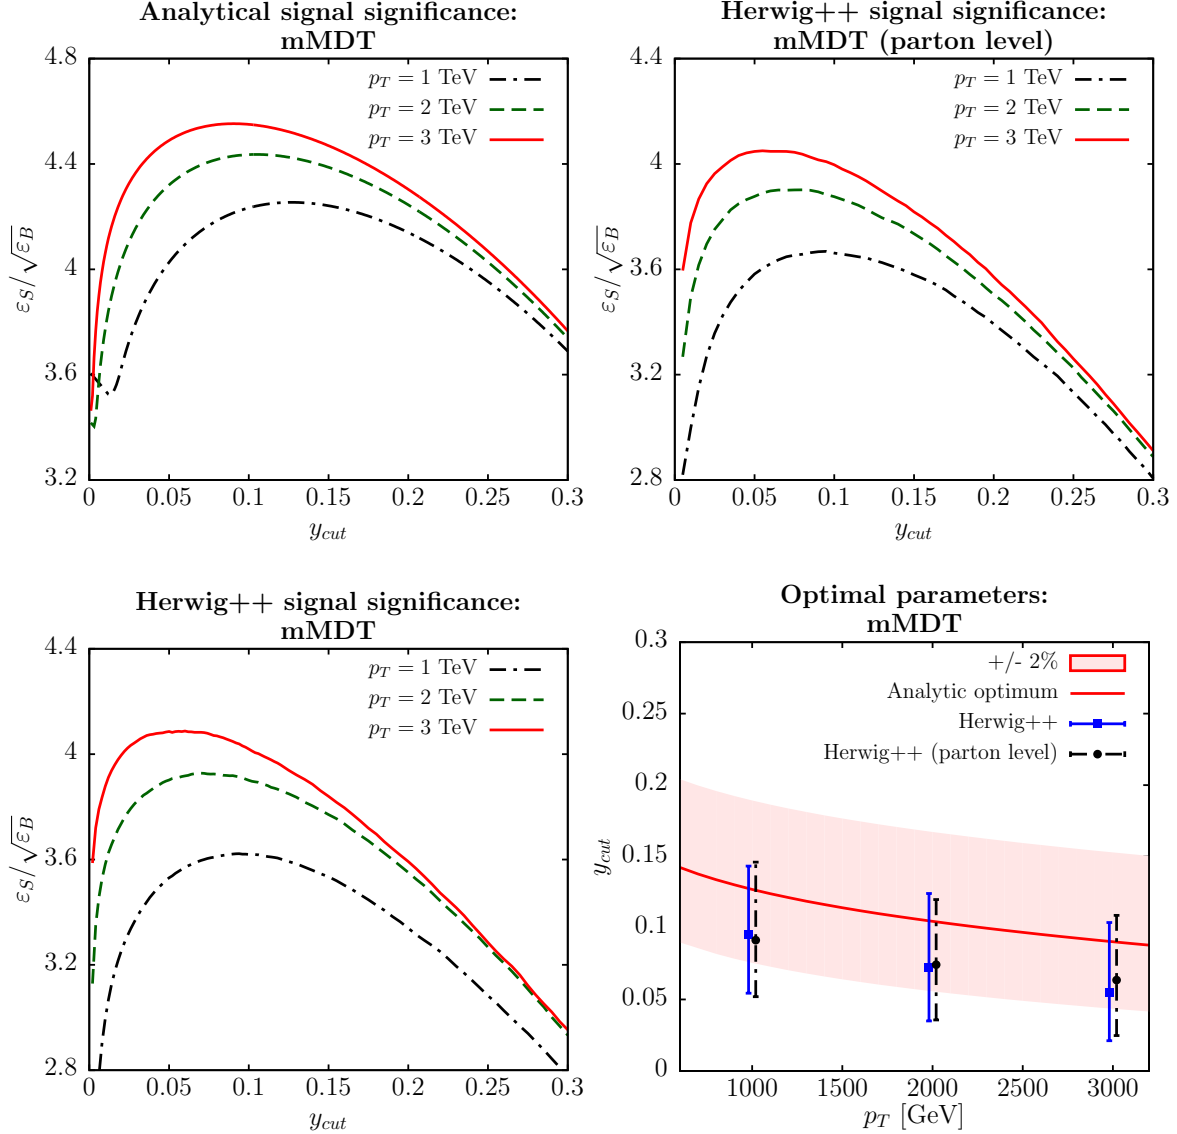 Analytical signal significance:
mMDT
4.8
4.4
4
3.6
3.2
ε_S/√ε_B
p_T = 1 TeV
p_T = 2 TeV
p_T = 3 TeV
0 0.05 0.1 0.15 0.2 0.25 0.3
y_cut
Herwig++ signal significance:
mMDT (parton level)
4.4
4
3.6
3.2
2.8
ε_S/√ε_B
p_T = 1 TeV
p_T = 2 TeV
p_T = 3 TeV
0 0.05 0.1 0.15 0.2 0.25 0.3
y_cut
Herwig++ signal significance:
mMDT
4.4
4
3.6
3.2
2.8
ε_S/√ε_B
p_T = 1 TeV
p_T = 2 TeV
p_T = 3 TeV
0 0.05 0.1 0.15 0.2 0.25 0.3
y_cut
Optimal parameters:
mMDT
0.3
0.25
0.2
0.15
0.1
0.05
0
y_cut
+/- 2%
Analytic optimum
Herwig++
Herwig++ (parton level)
1000 1500 2000 2500 3000
p_T [GeV]